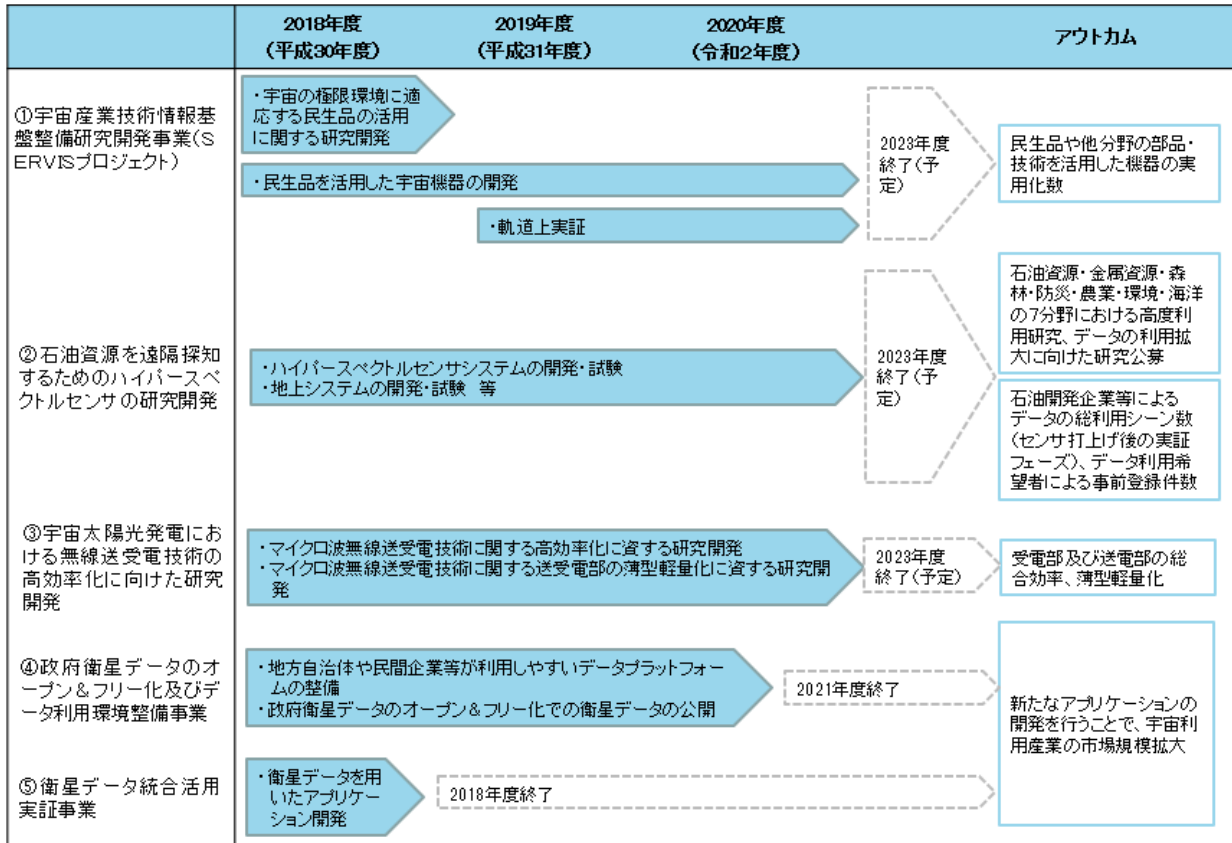 2018年度
(平成30年度)
2019年度
(平成31年度)
2020年度
(令和2年度)
アウトカム
①宇宙産業技術情報基
盤整備研究開発事業(S
ERVISプロジェクト)
・宇宙の極限環境に適
応する民生品の活用
に関する研究開発
・民生品を活用した宇宙機器の開発
・軌道上実証
2023年度
終了(予
定)
民生品や他分野の部品・
技術を活用した機器の実
用化数
②石油資源を遠隔探知
するためのハイパースペ
クトルセンサの研究開発
・ハイパースペクトルセンサシステムの開発・試験
・地上システムの開発・試験 等
2023年度
終了(予
定)
石油資源・金属資源・森
林・防災・農業・環境・海洋
の7分野における高度利
用研究、データの利用拡
大に向けた研究公募
石油開発企業等による
データの総利用シーン数
(センサ打上げ後の実証
フェーズ)、データ利用希
望者による事前登録件数
③宇宙太陽光発電にお
ける無線送受電技術の
高効率化に向けた研究
開発
・マイクロ波無線送受電技術に関する高効率化に資する研究開発
・マイクロ波無線送受電技術に関する送受電部の薄型軽量化に資する研究開
発
2023年度
終了(予定)
受電部及び送電部の総
合効率、薄型軽量化
④政府衛星データのオ
ープン&フリー化及びデ
ータ利用環境整備事業
・地方自治体や民間企業等が利用しやすいデータプラットフォー
ムの整備
・政府衛星データのオープン&フリー化での衛星データの公開
2021年度終了
新たなアプリケーションの
開発を行うことで、宇宙利
用産業の市場規模拡大
⑤衛星データ統合活用
実証事業
・衛星データを用
いたアプリケー
ション開発
2018年度終了